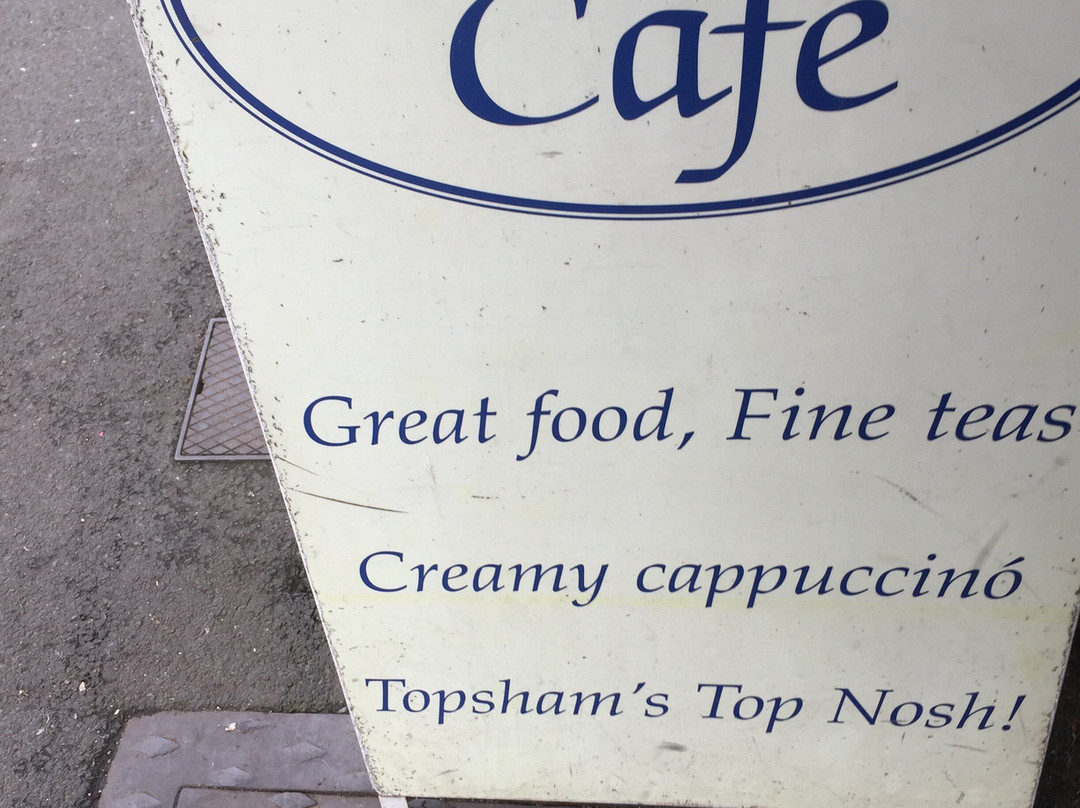 Cafe
Great food, Fine teas
Creamy cappuccinó
Topsham's Top Nosh!